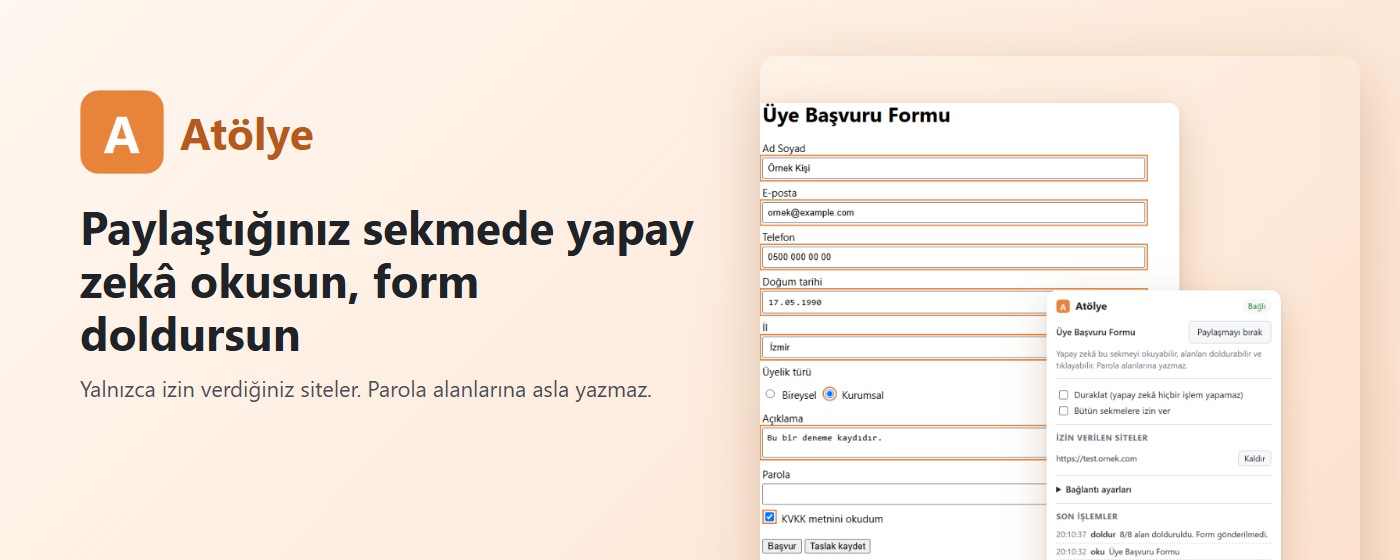 A
Atölye
Paylaştığınız sekmede yapay
zekâ okusun, form
doldursun
Yalnızca izin verdiğiniz siteler. Parola alanlarına asla yazmaz.
Üye Başvuru Formu
Ad Soyad
Örnek Kişi
E-posta
ornek@example.com
Telefon
0500 000 00 00
Doğum tarihi
17.05.1990
İl
İzmir
Üyelik türü
Bireysel Kurumsal
Açıklama
Bu bir deneme kaydıdır.
Parola
KVKK metnini okudum
Başvur Taslak kaydet
A Atölye Bağlı
Üye Başvuru Formu Paylaşmayı bırak
Yapay zekâ bu sekmeyi okuyabilir, alanları doldurabilir ve
tıklayabilir. Parola alanlarına yazmaz.
Duraklat (yapay zekâ hiçbir işlem yapamaz)
Bütün sekmelere izin ver
İZİN VERİLEN SİTELER
https://test.ornek.com Kaldır
Bağlantı ayarları
SON İŞLEMLER
20:10:37 doldur 8/8 alan dolduruldu. Form gönderilmedi.
20:10:32 oku Üye Başvuru Formu